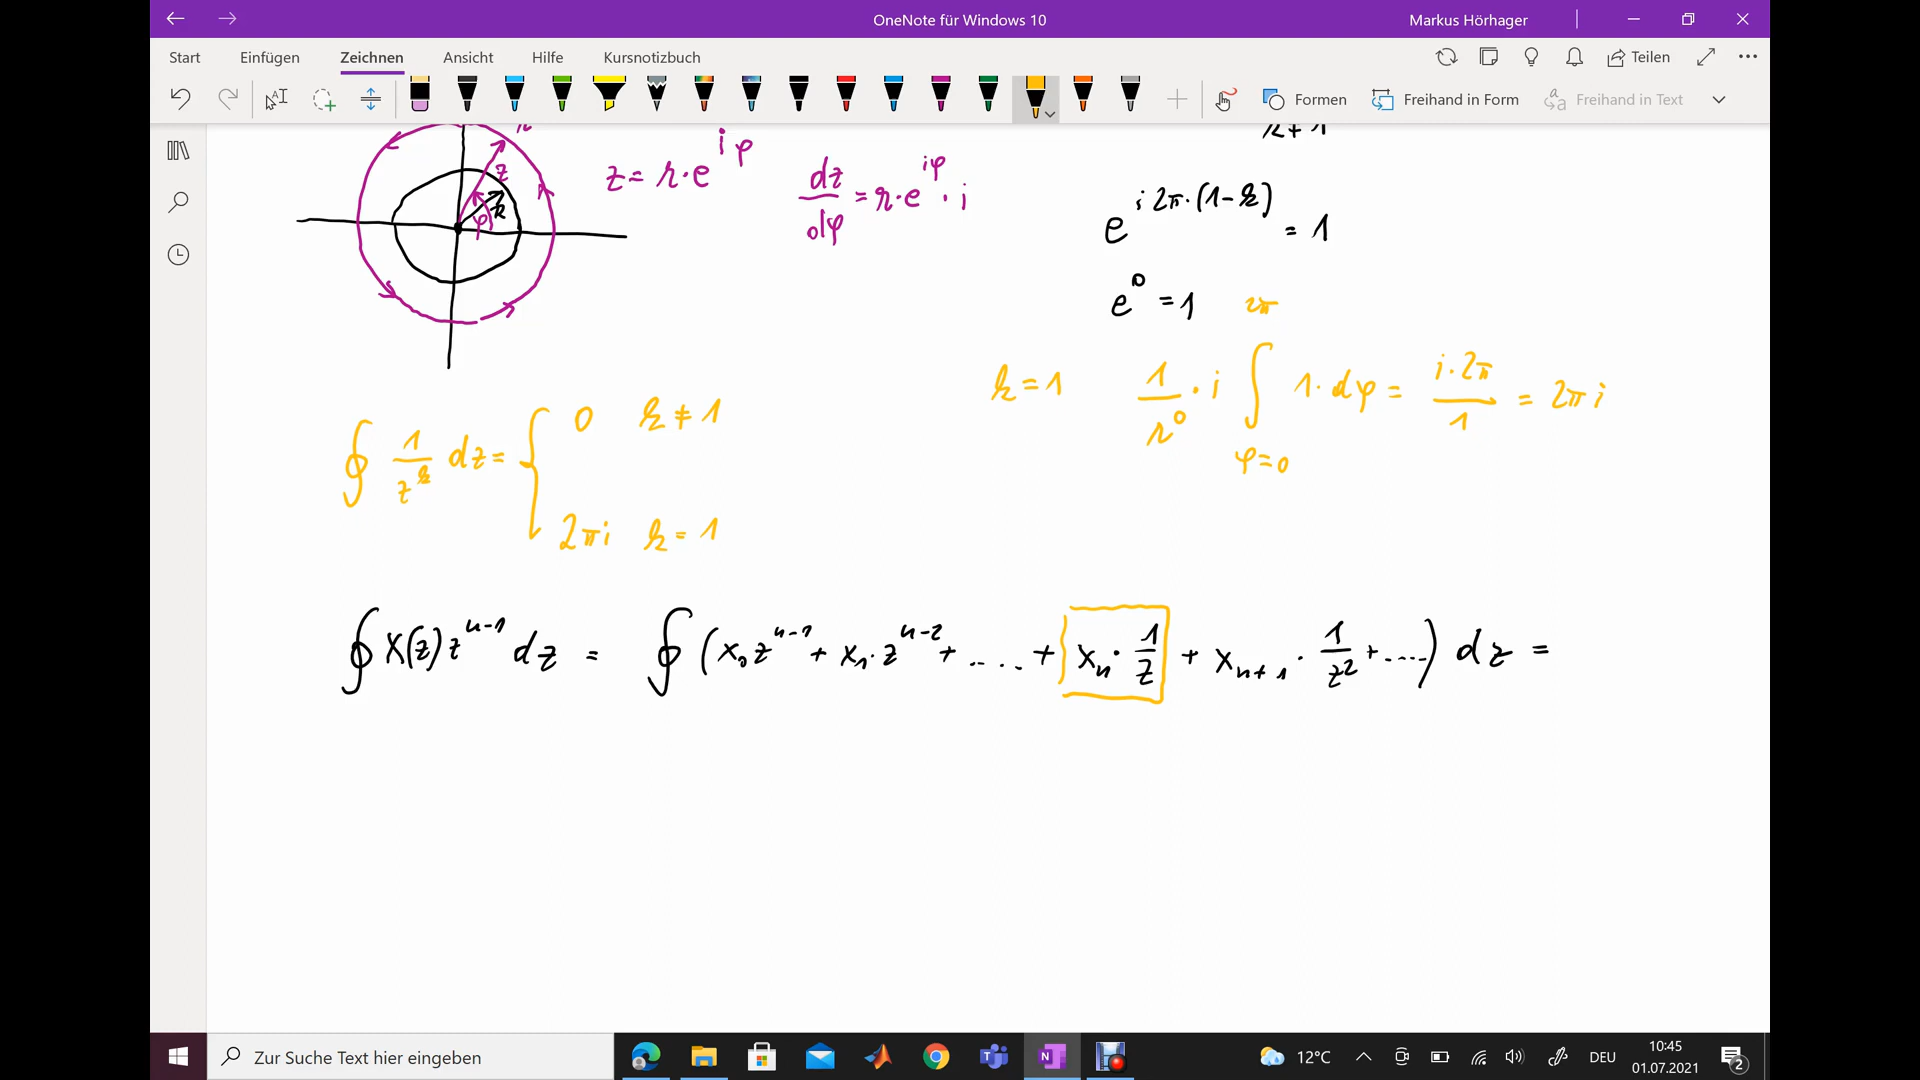 OneNote für Windows 10
Markus Hörhager
Start Einfügen Zeichnen Ansicht Hilfe Kursnotizbuch
Teilen
Formen Freihand in Form Freihand in Text
z = r·e^{iφ}
dz/dφ = r·e^{iφ}·i
z
R
φ
k≠1
e^{i2π·(1-k)} = 1
e^0 = 1
k=1 1/r^0 · i ∫_{φ=0}^{2π} 1·dφ = i·2π/1 = 2πi
∮ 1/z^k dz = { 0 k≠1
2πi k=1
∮ X(z) z^{n-1} dz = ∮ (x_0 z^{n-1} + x_1·z^{n-2} + ..... + x_n·1/z + x_{n+1}·1/z^2 + .....) dz =
Zur Suche Text hier eingeben
12°C
DEU
10:45
01.07.2021
2